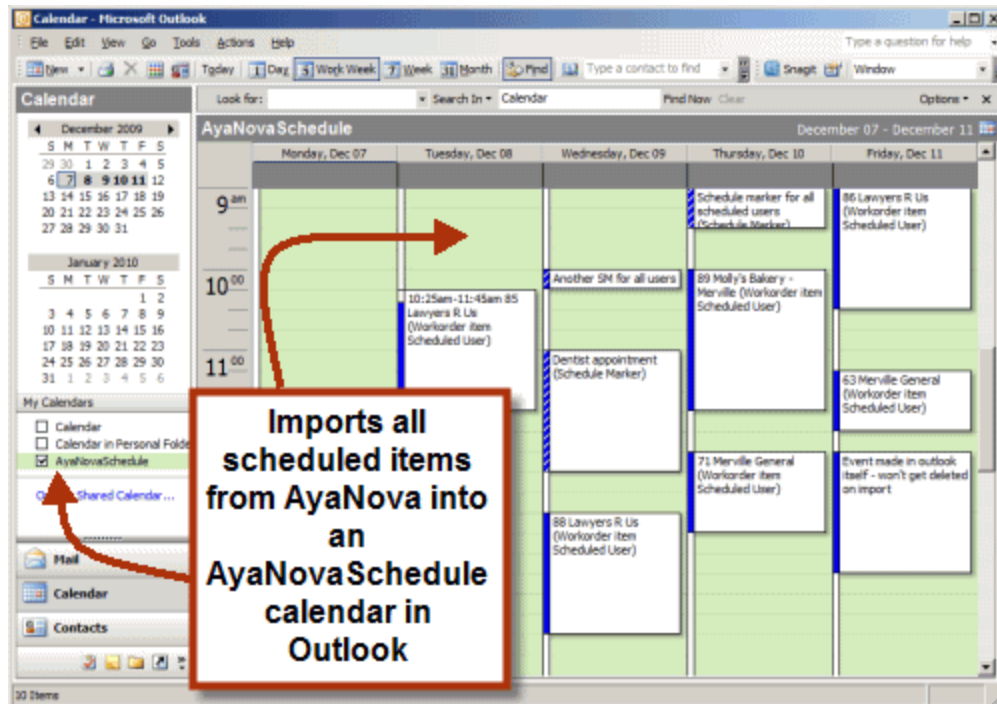 Calendar - Microsoft Outlook
File Edit View Go Tools Actions Help
Type a question for help
New Today 1 Day 5 Work Week 7 Week 31 Month Find Type a contact to find Snagit Window
Calendar
Look for: Search In Calendar Find Now Clear Options
December 2009
S M T W T F S
29 30 1 2 3 4 5
6 7 8 9 10 11 12
13 14 15 16 17 18 19
20 21 22 23 24 25 26
27 28 29 30 31
January 2010
S M T W T F S
1 2
3 4 5 6 7 8 9
10 11 12 13 14 15 16
17 18 19 20 21 22 23
24 25 26 27 28 29 30
31 1 2 3 4 5 6
My Calendars
Calendar
Calendar in Personal Folde
AyaNovaSchedule
Shared Calendar...
Mail
Calendar
Contacts
10 Items
AyaNovaSchedule
December 07 - December 11
Monday, Dec 07
Tuesday, Dec 08
Wednesday, Dec 09
Thursday, Dec 10
Friday, Dec 11
9 am
10 00
11 00
10:25am-11:45am 85
Lawyers R Us
(Workorder item
Scheduled User)
Another SM for all users
Dentist appointment
(Schedule Marker)
88 Lawyers R Us
(Workorder item
Scheduled User)
Schedule marker for all
scheduled users
(Schedule Marker)
89 Molly's Bakery -
Merville (Workorder item
Scheduled User)
71 Merville General
(Workorder item
Scheduled User)
86 Lawyers R Us
(Workorder item
Scheduled User)
63 Merville General
(Workorder item
Scheduled User)
Event made in outlook
itself - won't get deleted
on import
Imports all
scheduled items
from AyaNova into
an
AyaNovaSchedule
calendar in
Outlook